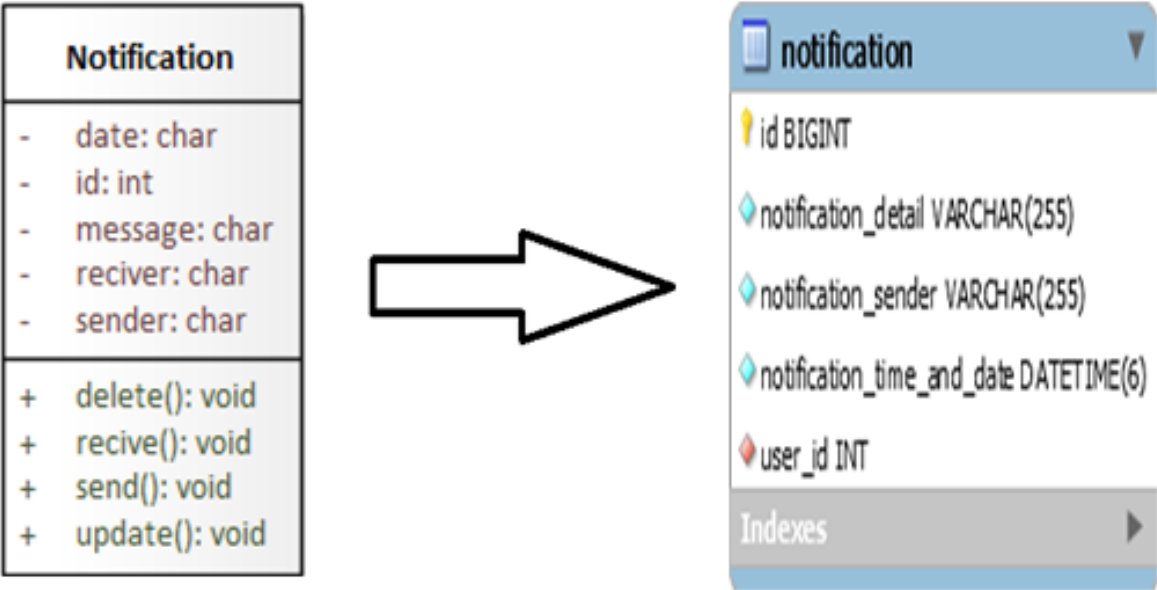 Notification
- date: char
- id: int
- message: char
- reciver: char
- sender: char
+ delete(): void
+ recive(): void
+ send(): void
+ update(): void
notification
id BIGINT
notification_detail VARCHAR(255)
notification_sender VARCHAR(255)
notification_time_and_date DATETIME(6)
user_id INT
Indexes